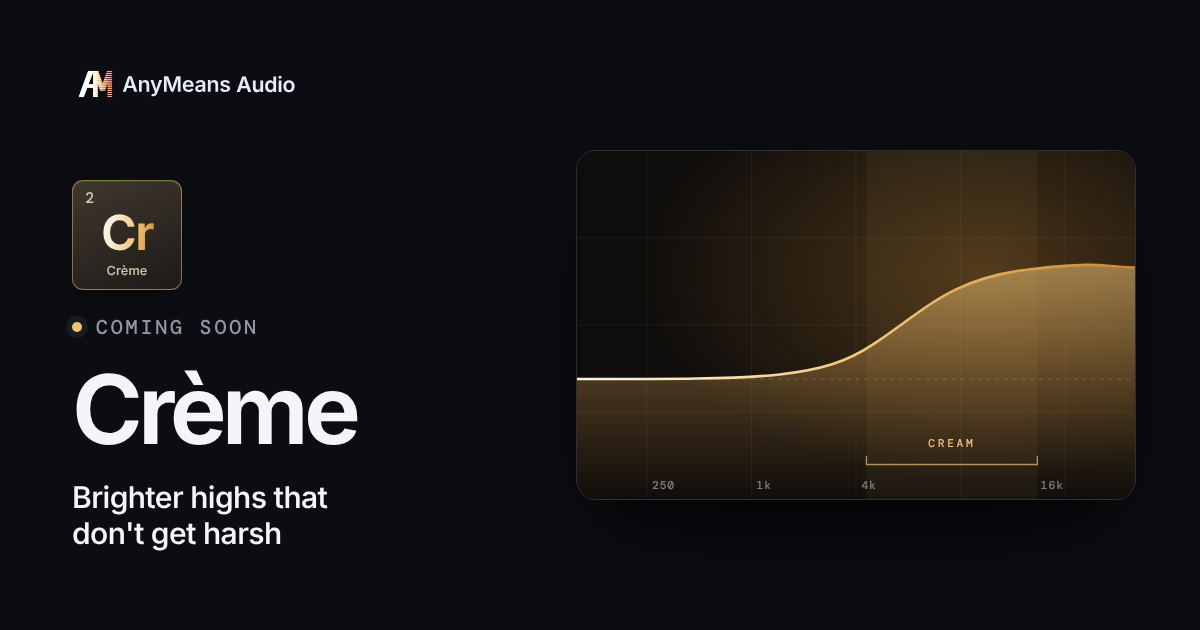 AM AnyMeans Audio
2
Cr
Crème
COMING SOON
Crème
Brighter highs that
don't get harsh
CREAM
250 1k 4k 16k